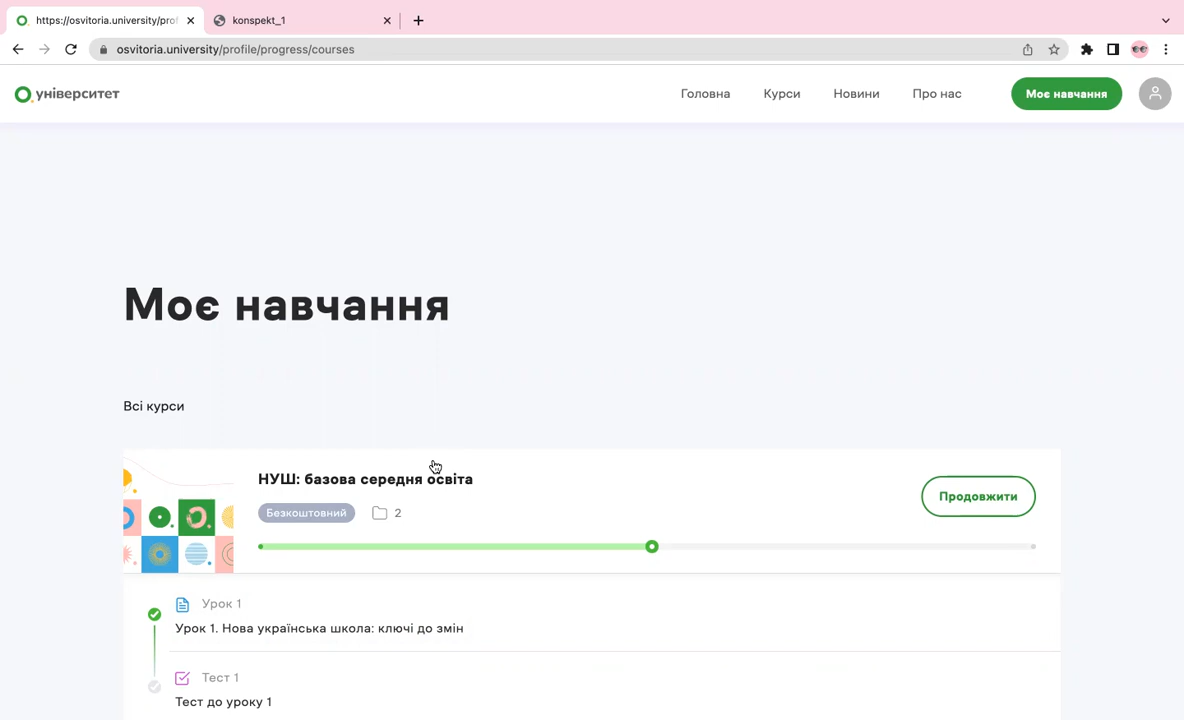 https://osvitoria.university/prof
konspekt_1
osvitoria.university/profile/progress/courses
університет
Головна
Курси
Новини
Про нас
Моє навчання
Моє навчання
Всі курси
НУШ: базова середня освіта
Безкоштовний
2
Продовжити
Урок 1
Урок 1. Нова українська школа: ключі до змін
Тест 1
Тест до уроку 1